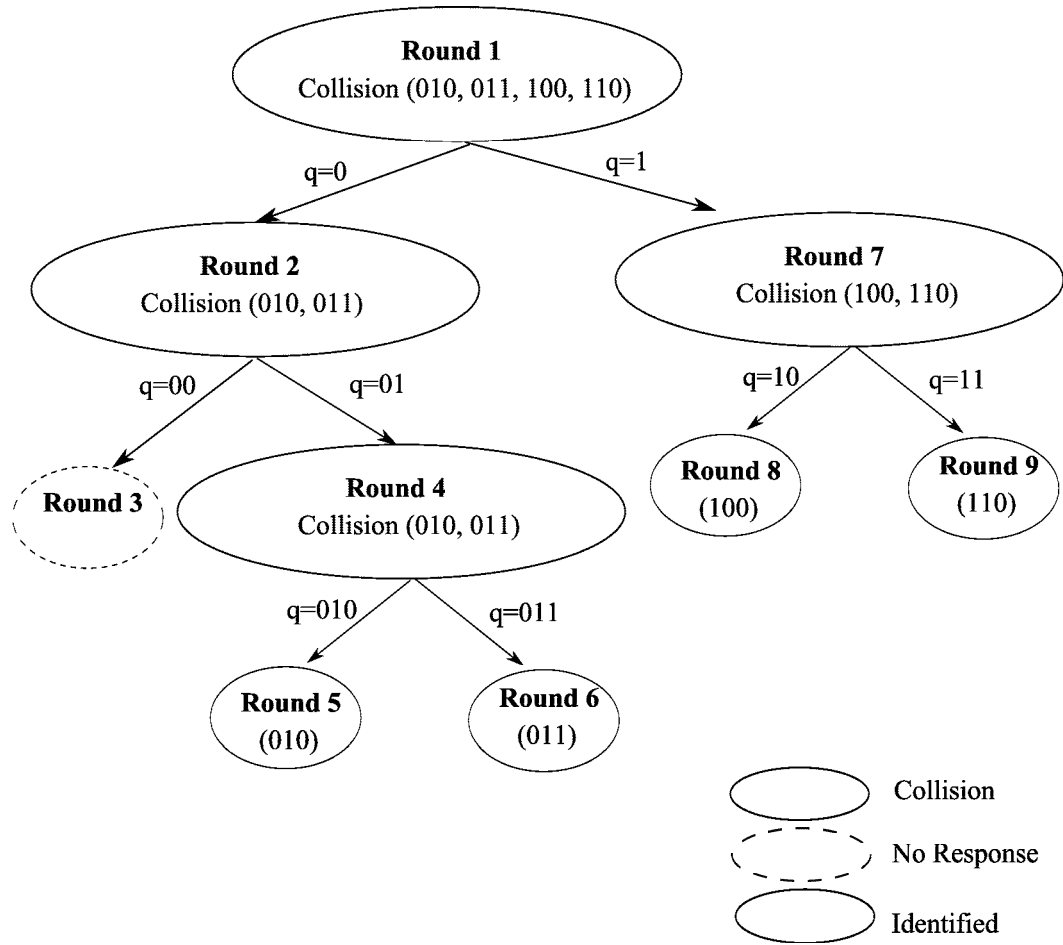 Round 1
Collision (010, 011, 100, 110)
q=0
q=1
Round 2
Collision (010, 011)
Round 7
Collision (100, 110)
q=00
q=01
q=10
q=11
Round 3
Round 4
Collision (010, 011)
Round 8
(100)
Round 9
(110)
q=010
q=011
Round 5
(010)
Round 6
(011)
Collision
No Response
Identified